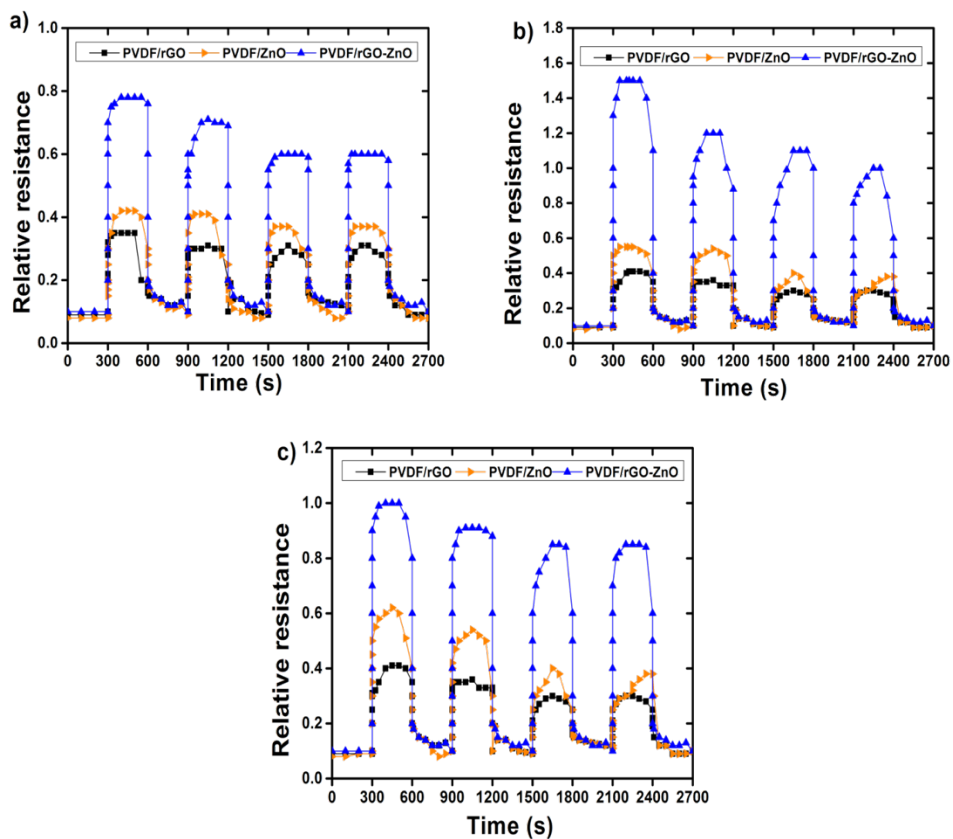 a)
PVDF/rGO PVDF/ZnO PVDF/rGO-ZnO
Relative resistance
1.0
0.8
0.6
0.4
0.2
0.0
0 300 600 900 1200 1500 1800 2100 2400 2700
Time (s)
b)
PVDF/rGO PVDF/ZnO PVDF/rGO-ZnO
Relative resistance
1.8
1.6
1.4
1.2
1.0
0.8
0.6
0.4
0.2
0.0
0 300 600 900 1200 1500 1800 2100 2400 2700
Time (s)
c)
PVDF/rGO PVDF/ZnO PVDF/rGO-ZnO
Relative resistance
1.2
1.0
0.8
0.6
0.4
0.2
0.0
0 300 600 900 1200 1500 1800 2100 2400 2700
Time (s)